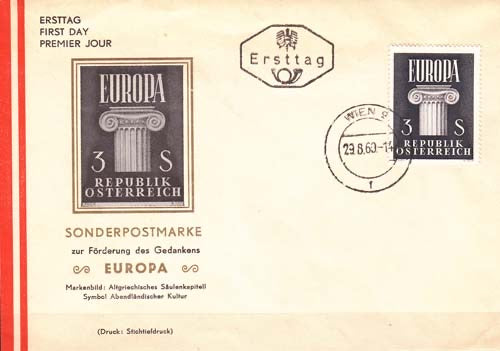 ERSTTAG
FIRST DAY
PREMIER JOUR
EUROPA
3 S
REPUBLIK
ÖSTERREICH
SONDERPOSTMARKE
zur Förderung des Gedankens
EUROPA
Markenbild: Altgriechisches Säulenkapitell
Symbol Abendländischer Kultur
(Druck: Stichtiefdruck)
Ersttag
WIEN
29.8.60
1
EUROPA
3 S
REPUBLIK
ÖSTERREICH